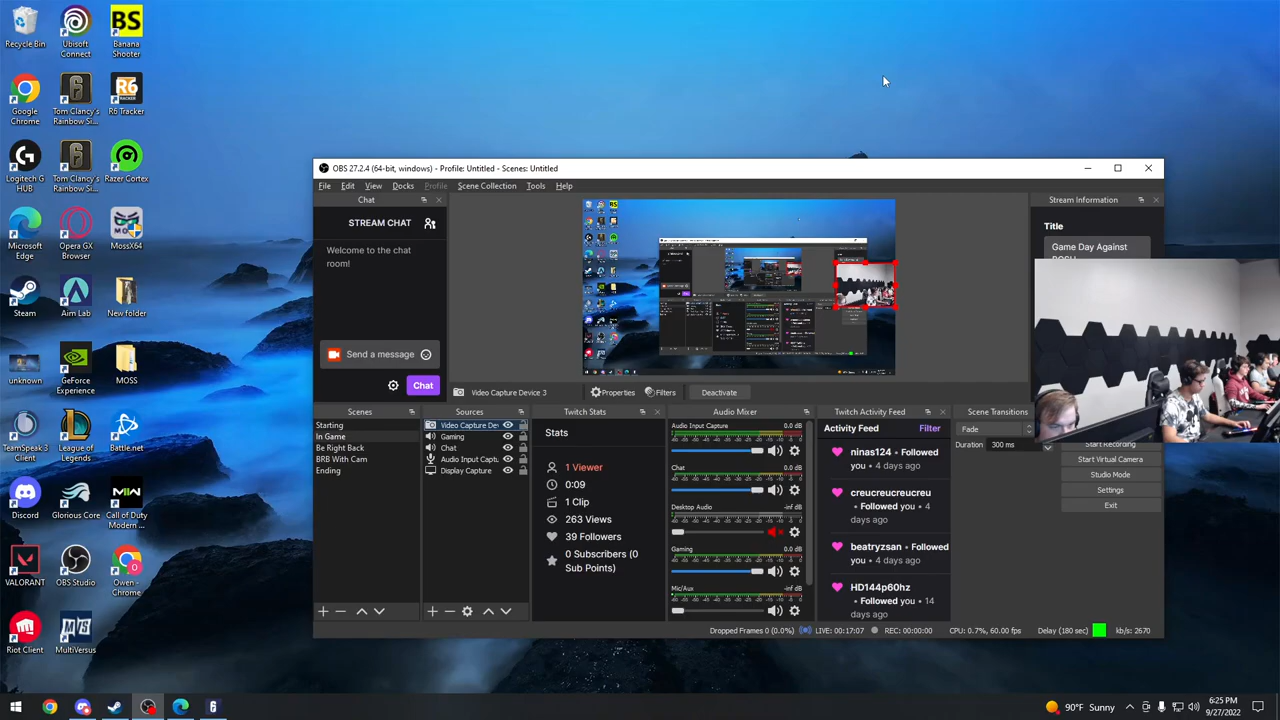 Recycle Bin
Ubisoft
Connect
BS
Banana
Shooter
Google
Chrome
Tom Clancy's
Rainbow Si...
R6
TRACKER
R6 Tracker
Logitech G
HUB
Tom Clancy's
Rainbow Si...
Razer Cortex
Microsoft
Edge
Opera GX
Browser
MossX64
Steam
Aim Lab
New folder
unknown
GeForce
Experience
MOSS
TeamSpeak 3
Client
League of
Legends
Battle.net
Discord
Glorious Core
Call of Duty
Modern ...
VALORANT
OBS Studio
Owen -
Chrome
Riot Client
MultiVersus
OBS 27.2.4 (64-bit, windows) - Profile: Untitled - Scenes: Untitled
File Edit View Docks Profile Scene Collection Tools Help
Chat
STREAM CHAT
Welcome to the chat
room!
Send a message
Chat
Stream Information
Title
Game Day Against
Video Capture Device 3
Properties
Filters
Deactivate
Scenes
Starting
In Game
Be Right Back
BRB With Cam
Ending
Sources
Video Capture Dev
Gaming
Chat
Audio Input Captu
Display Capture
Twitch Stats
Stats
1 Viewer
0:09
1 Clip
263 Views
39 Followers
0 Subscribers (0
Sub Points)
Audio Mixer
Audio Input Capture 0.0 dB
Chat 0.0 dB
Desktop Audio -inf dB
Gaming 0.0 dB
Mic/Aux -inf dB
Twitch Activity Feed
Activity Feed Filter
ninas124 • Followed
you • 4 days ago
creucreucreucreu
• Followed you • 4
days ago
beatryzsan • Followed
you • 4 days ago
HD144p60hz
• Followed you • 14
days ago
Scene Transitions
Fade
Duration 300 ms
Start Recording
Start Virtual Camera
Studio Mode
Settings
Exit
Dropped Frames 0 (0.0%) LIVE: 00:17:07 REC: 00:00:00 CPU: 0.7%, 60.00 fps Delay (180 sec) kb/s: 2670
90°F Sunny
6:25 PM
9/27/2022